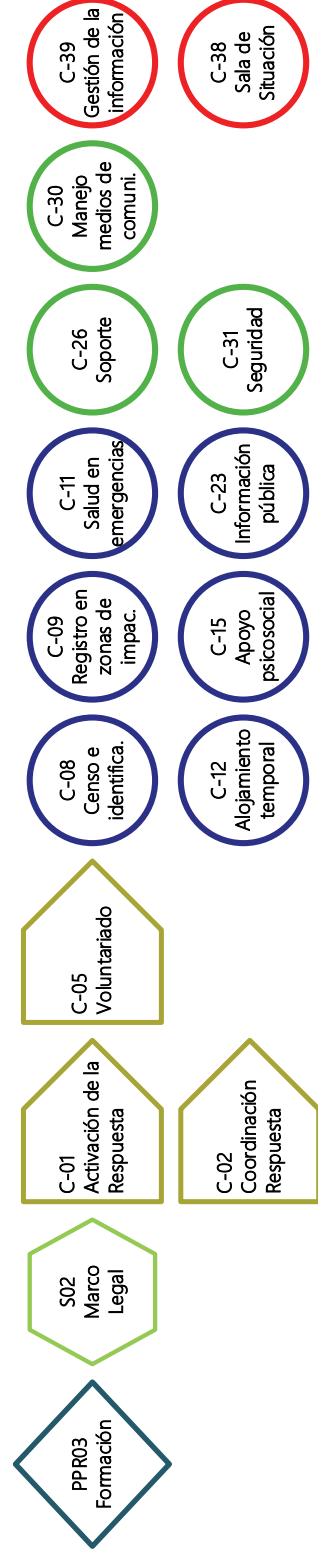 PPR03
Formación
S02
Marco
Legal
C-01
Activación de la
Respuesta
C-02
Coordinación
Respuesta
C-05
Voluntariado
C-08
Censo e
identifica.
C-12
Alojamiento
temporal
C-09
Registro en
zonas de
impac.
C-15
Apoyo
psicosocial
C-11
Salud en
emergencias
C-23
Información
pública
C-26
Soporte
C-31
Seguridad
C-30
Manejo
medios de
comuni.
C-39
Gestión de la
información
C-38
Sala de
Situación